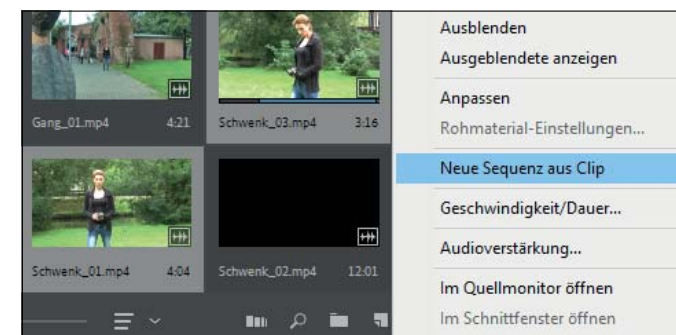 Gang_01.mp4 4:21 Schwenk_03.mp4 3:16
Schwenk_01.mp4 4:04 Schwenk_02.mp4 12:01
Ausblenden
Ausgeblendete anzeigen
Anpassen
Rohmaterial-Einstellungen...
Neue Sequenz aus Clip
Geschwindigkeit/Dauer...
Audioverstärkung...
Im Quellmonitor öffnen
Im Schnittfenster öffnen